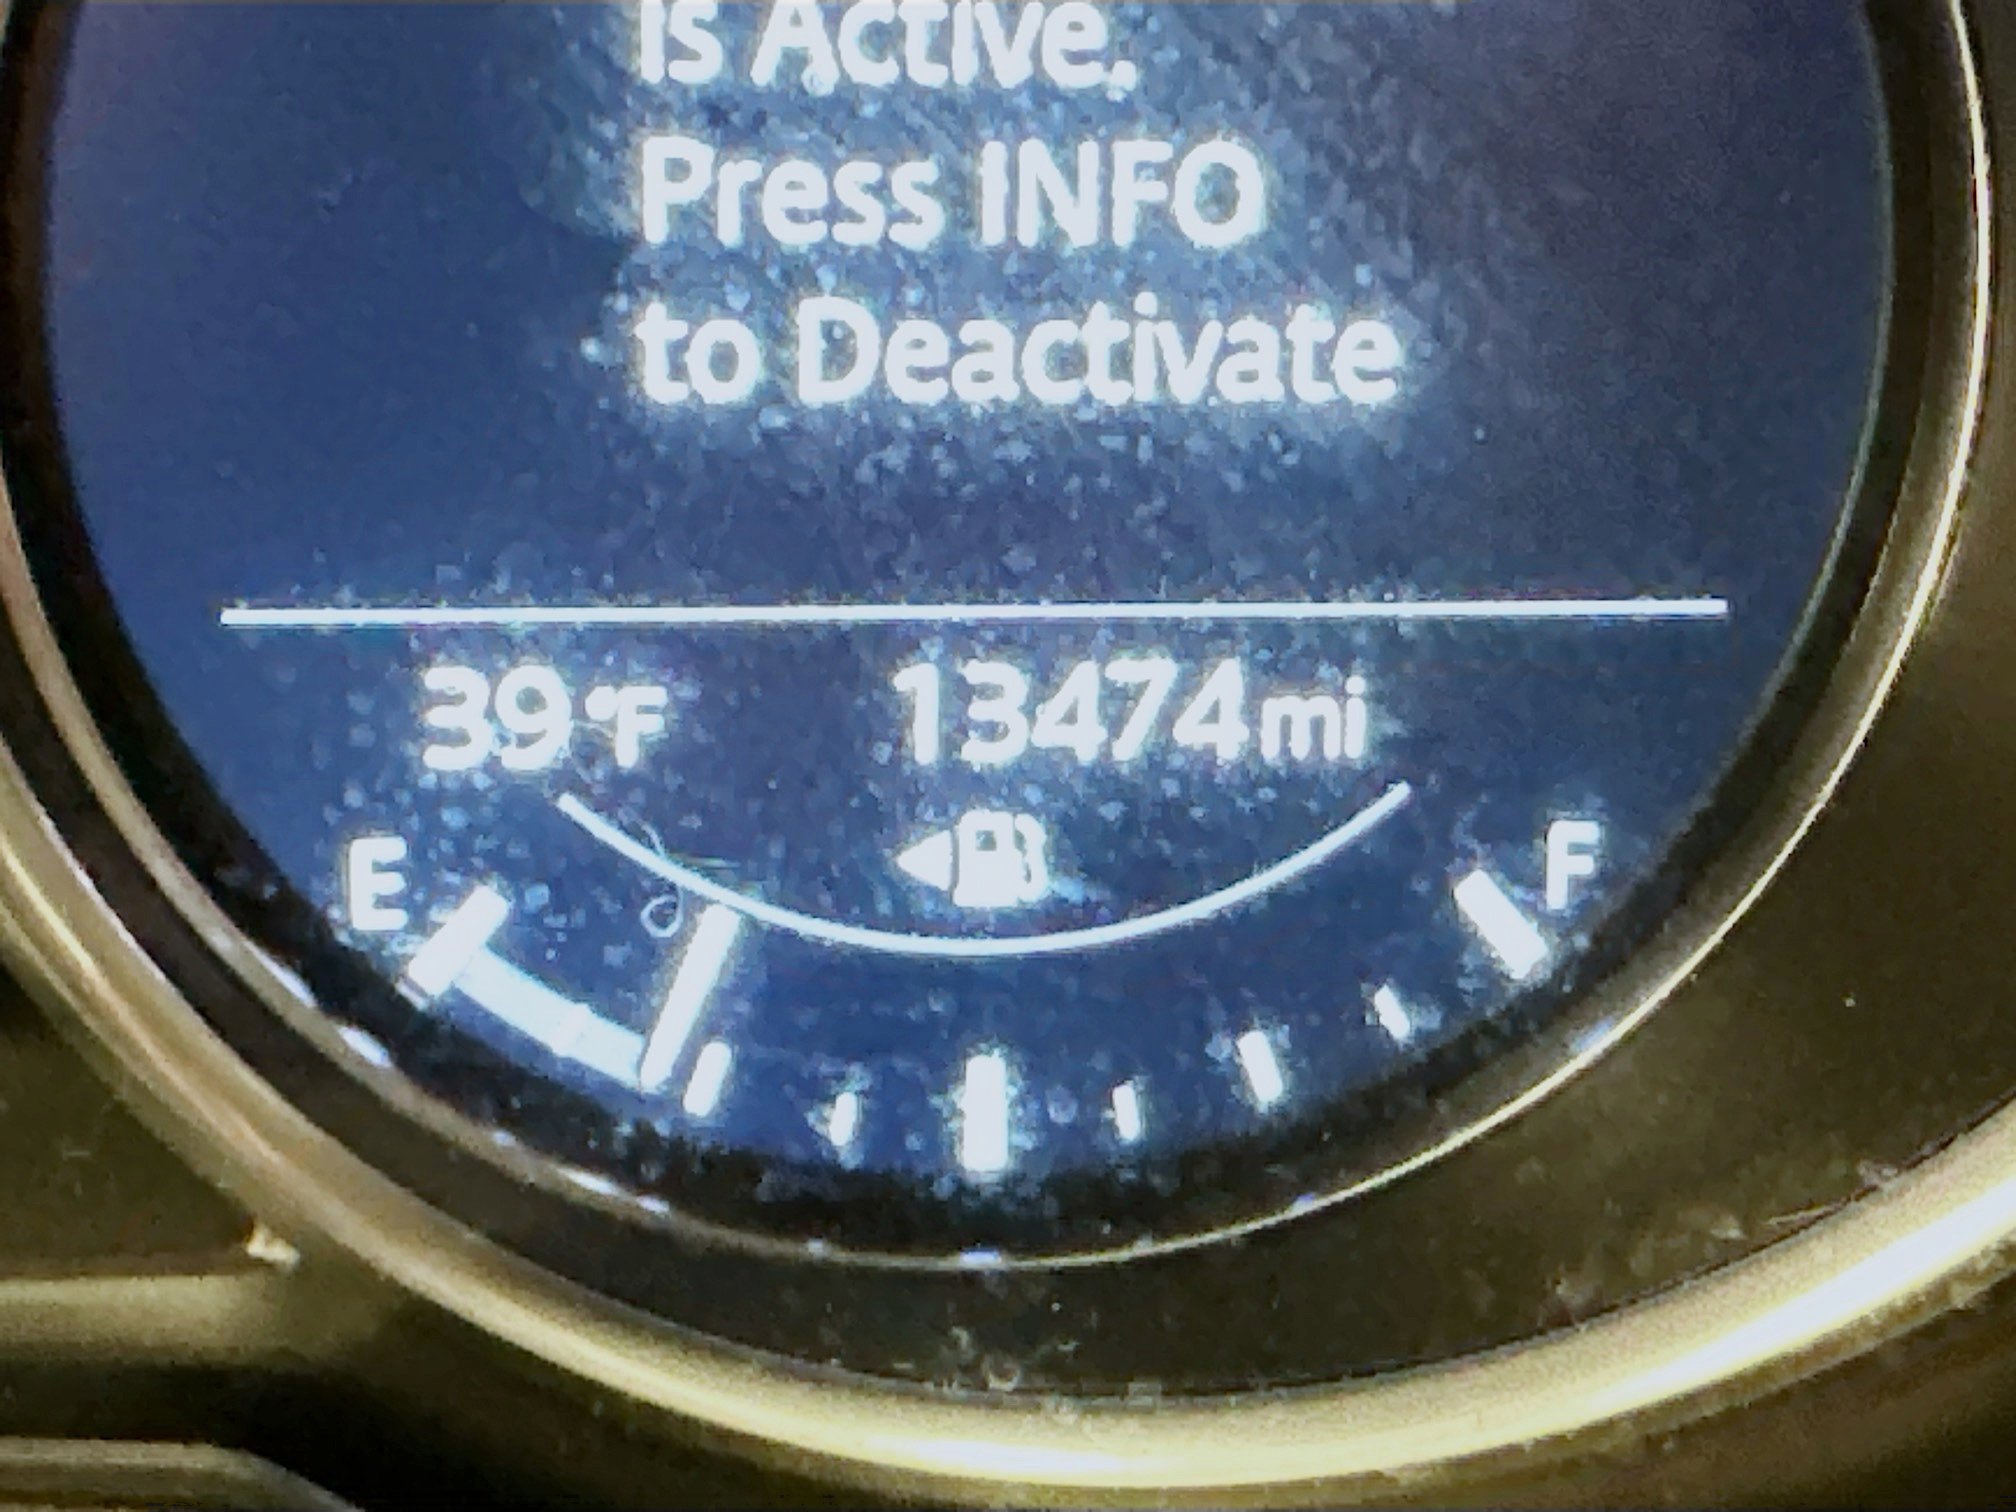 is Active.
Press INFO
to Deactivate
39°F 13474mi
E F